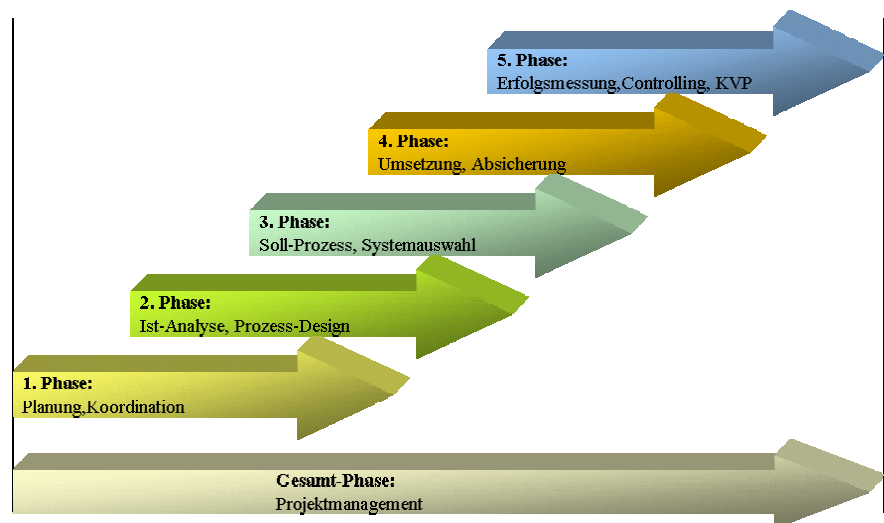 5. Phase:
Erfolgsmessung,Controlling, KVP
4. Phase:
Umsetzung, Absicherung
3. Phase:
Soll-Prozess, Systemauswahl
2. Phase:
Ist-Analyse, Prozess-Design
1. Phase:
Planung,Koordination
Gesamt-Phase:
Projektmanagement